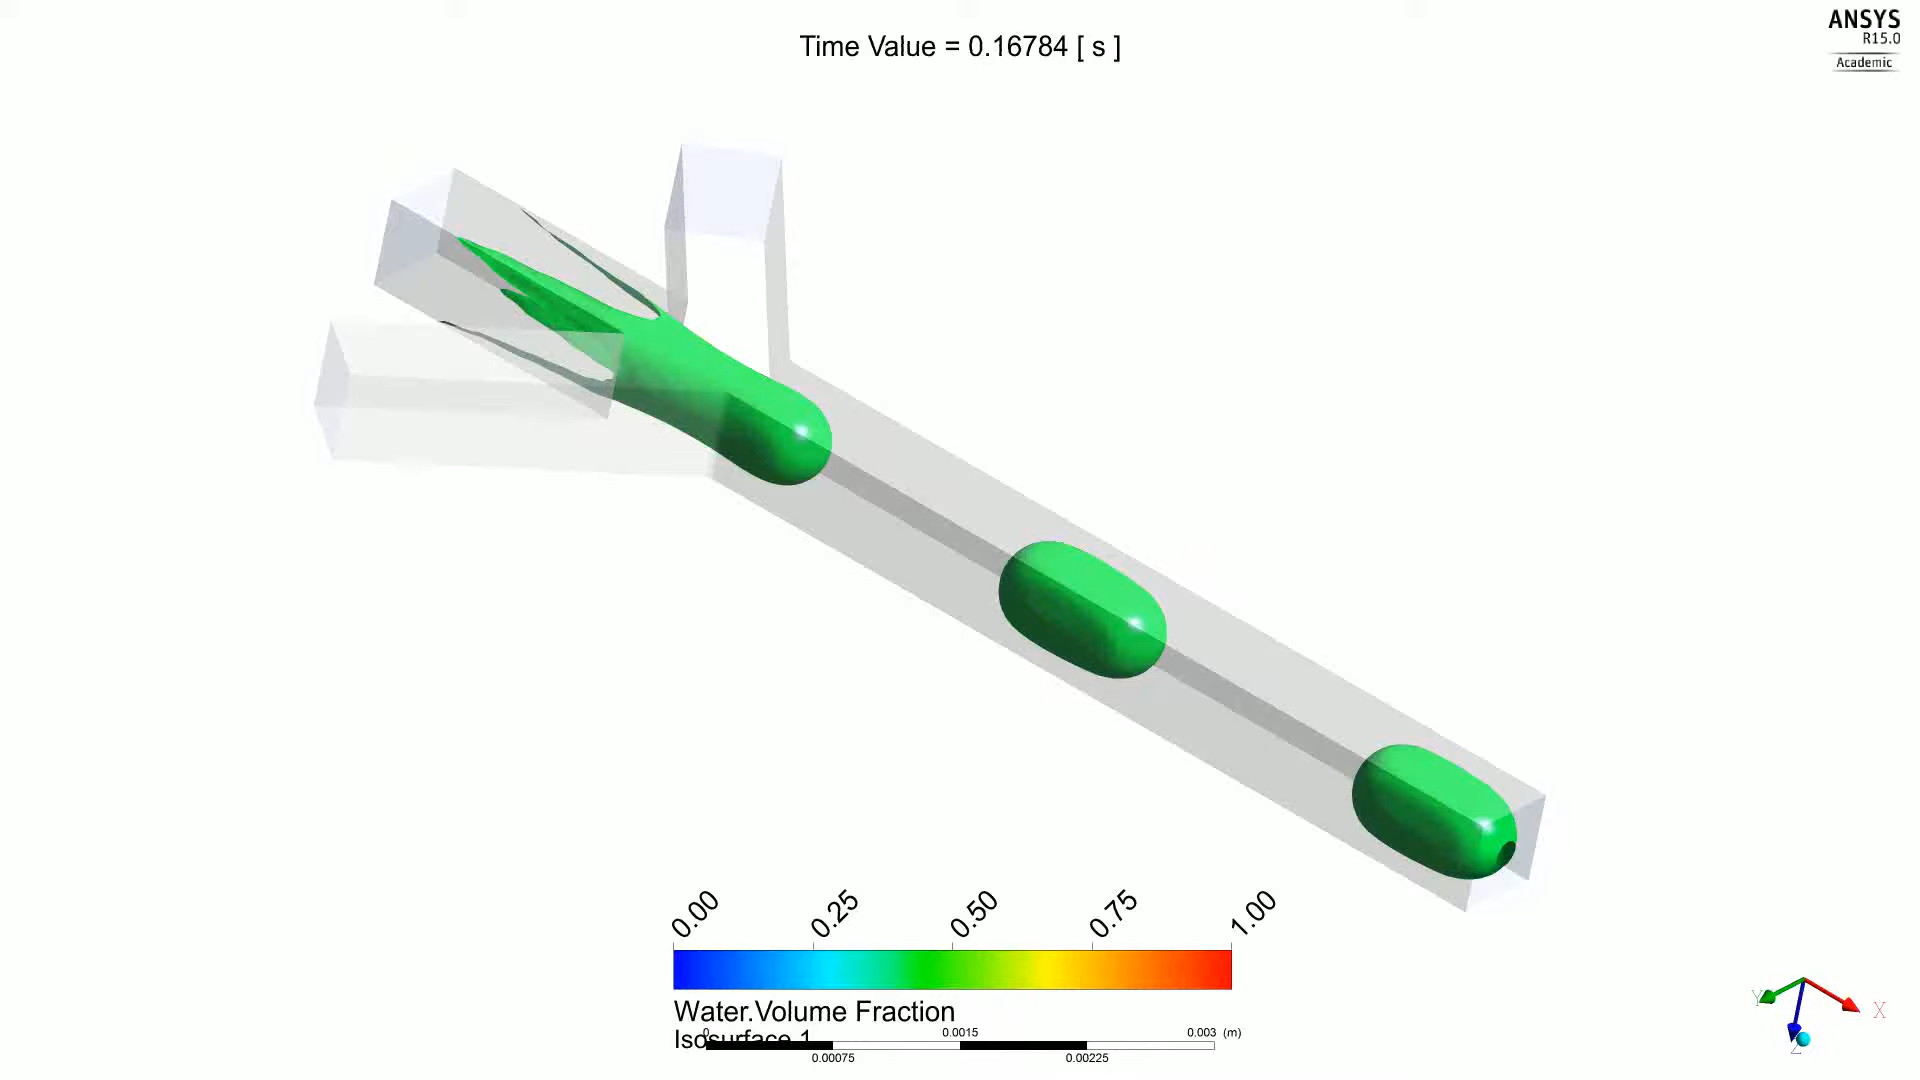 Time Value = 0.16784 [ s ]
ANSYS
R15.0
Academic
0.00
0.25
0.50
0.75
1.00
Water.Volume Fraction
Isosurface 1
0
0.0015
0.003 (m)
0.00075
0.00225
Y
X
Z